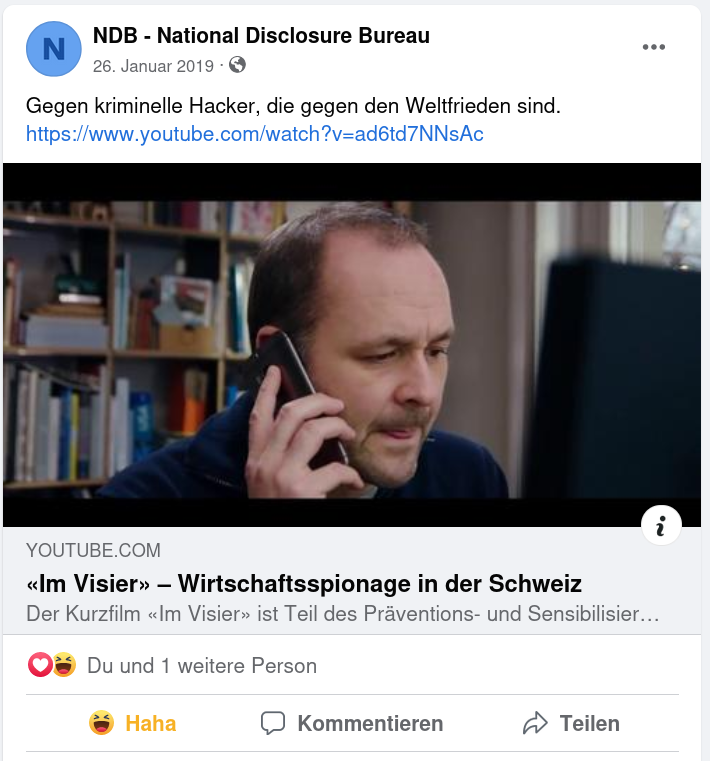 N
NDB - National Disclosure Bureau
26. Januar 2019 ·
Gegen kriminelle Hacker, die gegen den Weltfrieden sind.
https://www.youtube.com/watch?v=ad6td7NNsAc
i
YOUTUBE.COM
«Im Visier» – Wirtschaftsspionage in der Schweiz
Der Kurzfilm «Im Visier» ist Teil des Präventions- und Sensibilisier...
Du und 1 weitere Person
Haha Kommentieren Teilen